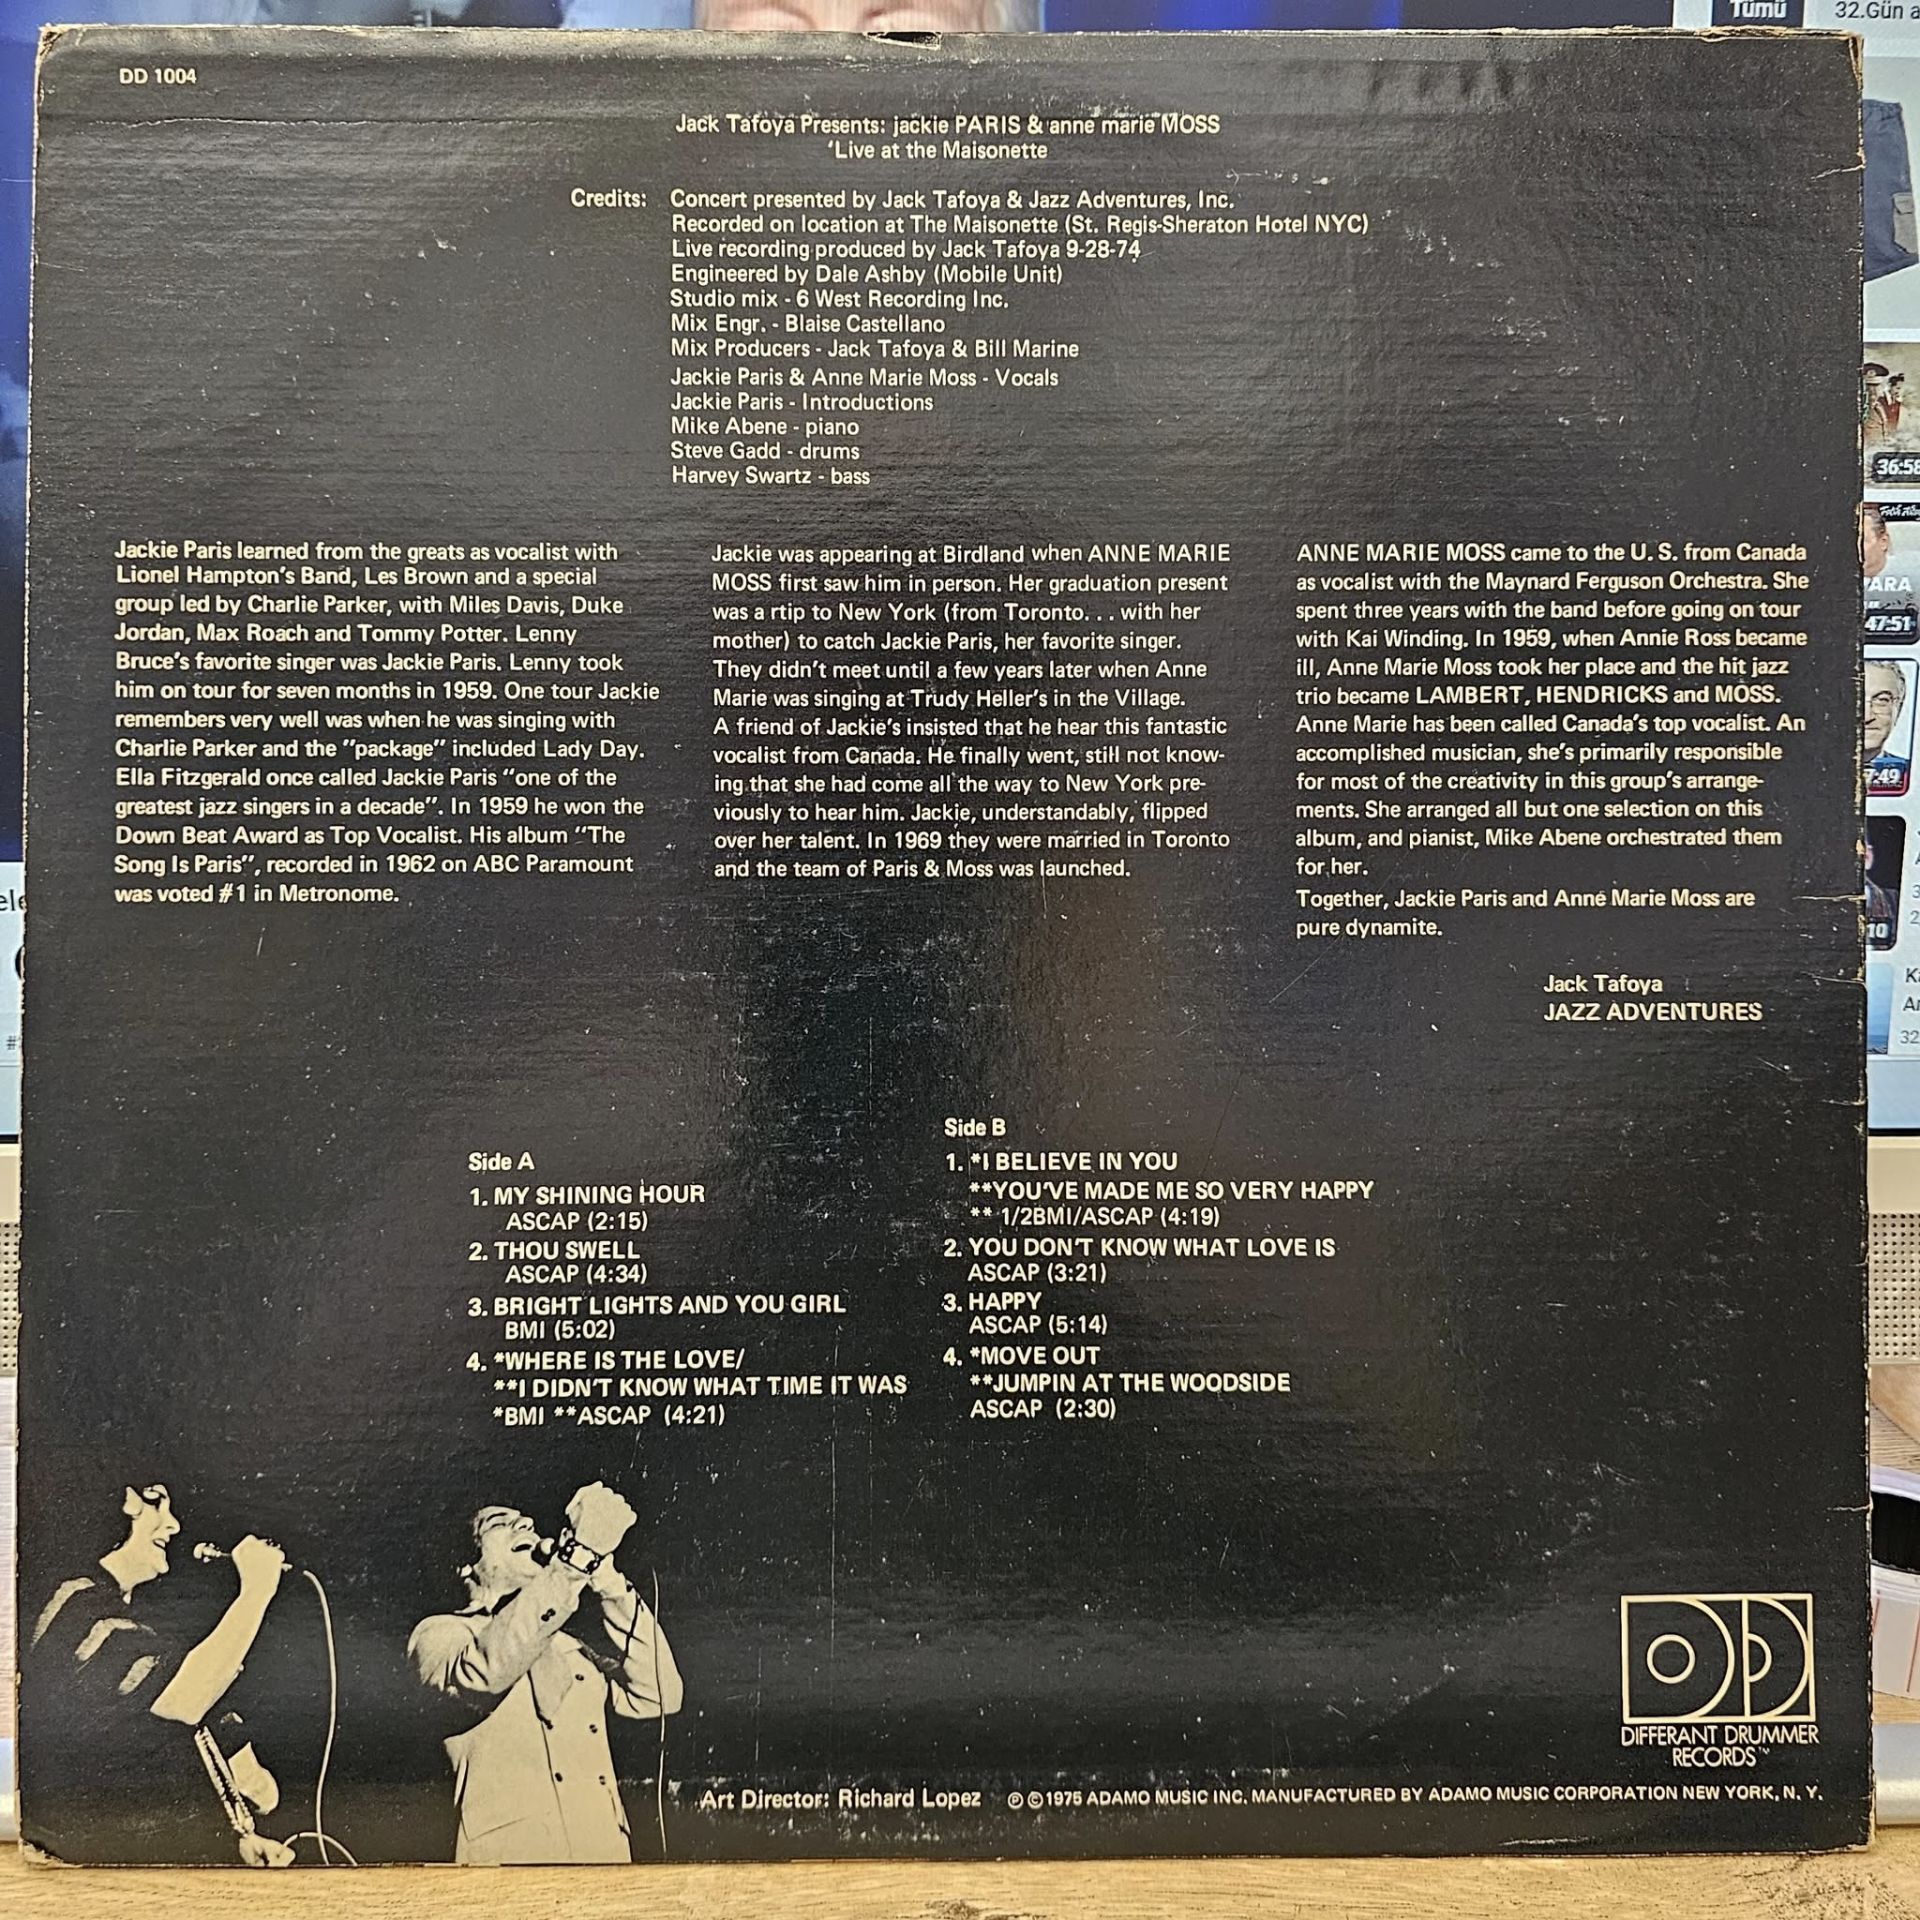 Tümü
32.Gün a
DD 1004
Jack Tafoya Presents: jackie PARIS & anne marie MOSS
'Live at the Maisonette
Credits: Concert presented by Jack Tafoya & Jazz Adventures, Inc.
Recorded on location at The Maisonette (St. Regis-Sheraton Hotel NYC)
Live recording produced by Jack Tafoya 9-28-74
Engineered by Dale Ashby (Mobile Unit)
Studio mix - 6 West Recording Inc.
Mix Engr. - Blaise Castellano
Mix Producers - Jack Tafoya & Bill Marine
Jackie Paris & Anne Marie Moss - Vocals
Jackie Paris - Introductions
Mike Abene - piano
Steve Gadd - drums
Harvey Swartz - bass
Jackie Paris learned from the greats as vocalist with
Lionel Hampton's Band, Les Brown and a special
group led by Charlie Parker, with Miles Davis, Duke
Jordan, Max Roach and Tommy Potter. Lenny
Bruce's favorite singer was Jackie Paris. Lenny took
him on tour for seven months in 1959. One tour Jackie
remembers very well was when he was singing with
Charlie Parker and the "package" included Lady Day.
Ella Fitzgerald once called Jackie Paris "one of the
greatest jazz singers in a decade". In 1959 he won the
Down Beat Award as Top Vocalist. His album "The
Song Is Paris", recorded in 1962 on ABC Paramount
was voted #1 in Metronome.
Jackie was appearing at Birdland when ANNE MARIE
MOSS first saw him in person. Her graduation present
was a rtip to New York (from Toronto. . . with her
mother) to catch Jackie Paris, her favorite singer.
They didn't meet until a few years later when Anne
Marie was singing at Trudy Heller's in the Village.
A friend of Jackie's insisted that he hear this fantastic
vocalist from Canada. He finally went, still not know-
ing that she had come all the way to New York pre-
viously to hear him. Jackie, understandably, flipped
over her talent. In 1969 they were married in Toronto
and the team of Paris & Moss was launched.
ANNE MARIE MOSS came to the U. S. from Canada
as vocalist with the Maynard Ferguson Orchestra. She
spent three years with the band before going on tour
with Kai Winding. In 1959, when Annie Ross became
ill, Anne Marie Moss took her place and the hit jazz
trio became LAMBERT, HENDRICKS and MOSS.
Anne Marie has been called Canada's top vocalist. An
accomplished musician, she's primarily responsible
for most of the creativity in this group's arrange-
ments. She arranged all but one selection on this
album, and pianist, Mike Abene orchestrated them
for her.
Together, Jackie Paris and Anne Marie Moss are
pure dynamite.
Jack Tafoya
JAZZ ADVENTURES
Side A
1. MY SHINING HOUR
ASCAP (2:15)
2. THOU SWELL
ASCAP (4:34)
3. BRIGHT LIGHTS AND YOU GIRL
BMI (5:02)
4. *WHERE IS THE LOVE/
**I DIDN'T KNOW WHAT TIME IT WAS
*BMI **ASCAP (4:21)
Side B
1. *I BELIEVE IN YOU
**YOU'VE MADE ME SO VERY HAPPY
** 1/2BMI/ASCAP (4:19)
2. YOU DON'T KNOW WHAT LOVE IS
ASCAP (3:21)
3. HAPPY
ASCAP (5:14)
4. *MOVE OUT
**JUMPIN AT THE WOODSIDE
ASCAP (2:30)
DIFFERANT DRUMMER
RECORDS™
Art Director: Richard Lopez ℗ © 1975 ADAMO MUSIC INC. MANUFACTURED BY ADAMO MUSIC CORPORATION NEW YORK, N. Y.
36:58
47:51
7:49